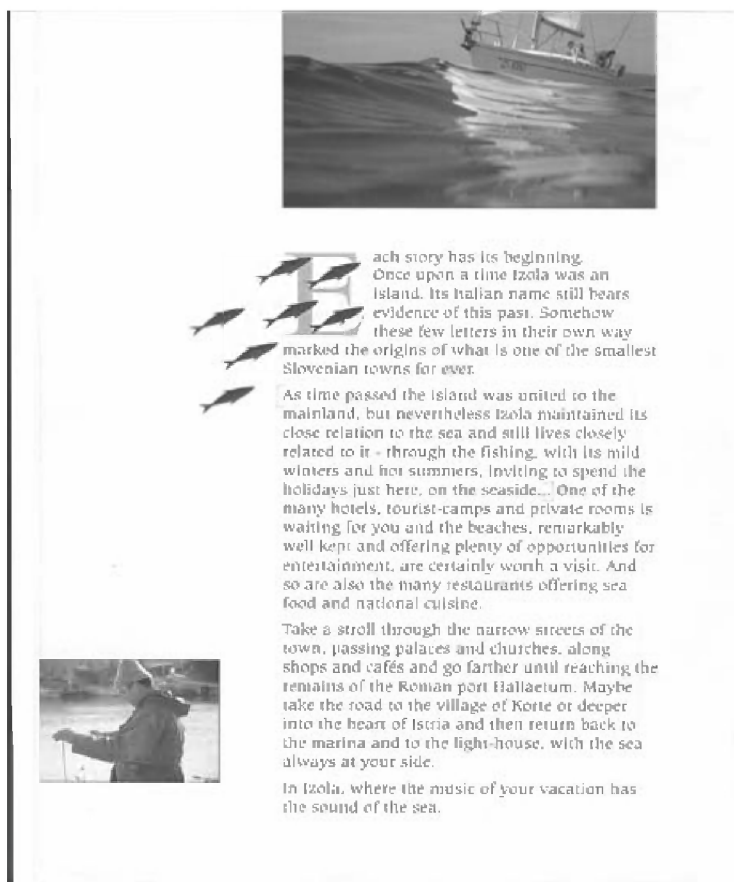 Each story has its beginning.
Once upon a time Izola was an
island. Its Italian name still bears
evidence of this past. Somehow
these few letters in their own way
marked the origins of what is one of the smallest
Slovenian towns for ever.
As time passed the island was united to the
mainland, but nevertheless Izola maintained its
close relation to the sea and still lives closely
related to it - through the fishing, with its mild
winters and hot summers, inviting to spend the
holidays just here, on the seaside... One of the
many hotels, tourist-camps and private rooms is
waiting for you and the beaches, remarkably
well kept and offering plenty of opportunities for
entertainment, are certainly worth a visit. And
so are also the many restaurants offering sea
food and national cuisine.
Take a stroll through the narrow streets of the
town, passing palaces and churches, along
shops and cafés and go farther until reaching the
remains of the Roman port Haliaetum. Maybe
take the road to the village of Korte or deeper
into the heart of Istria and then return back to
the marina and to the light-house, with the sea
always at your side.
In Izola, where the music of your vacation has
the sound of the sea.